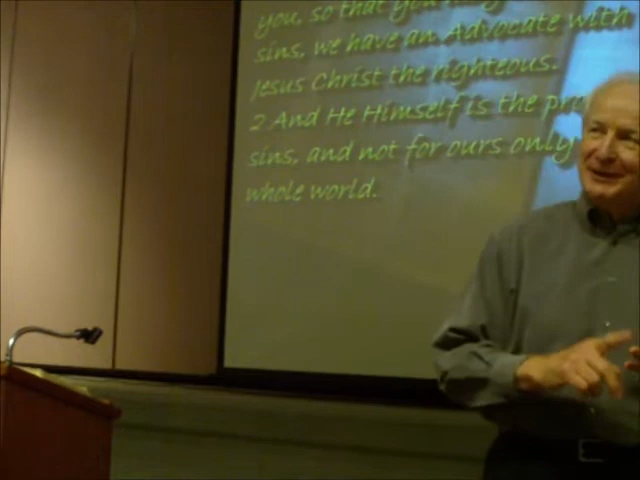 you, so that you
sins, we have an Advocate with
Jesus Christ the righteous.
2 And He Himself is the
sins, and not for ours only
whole world.